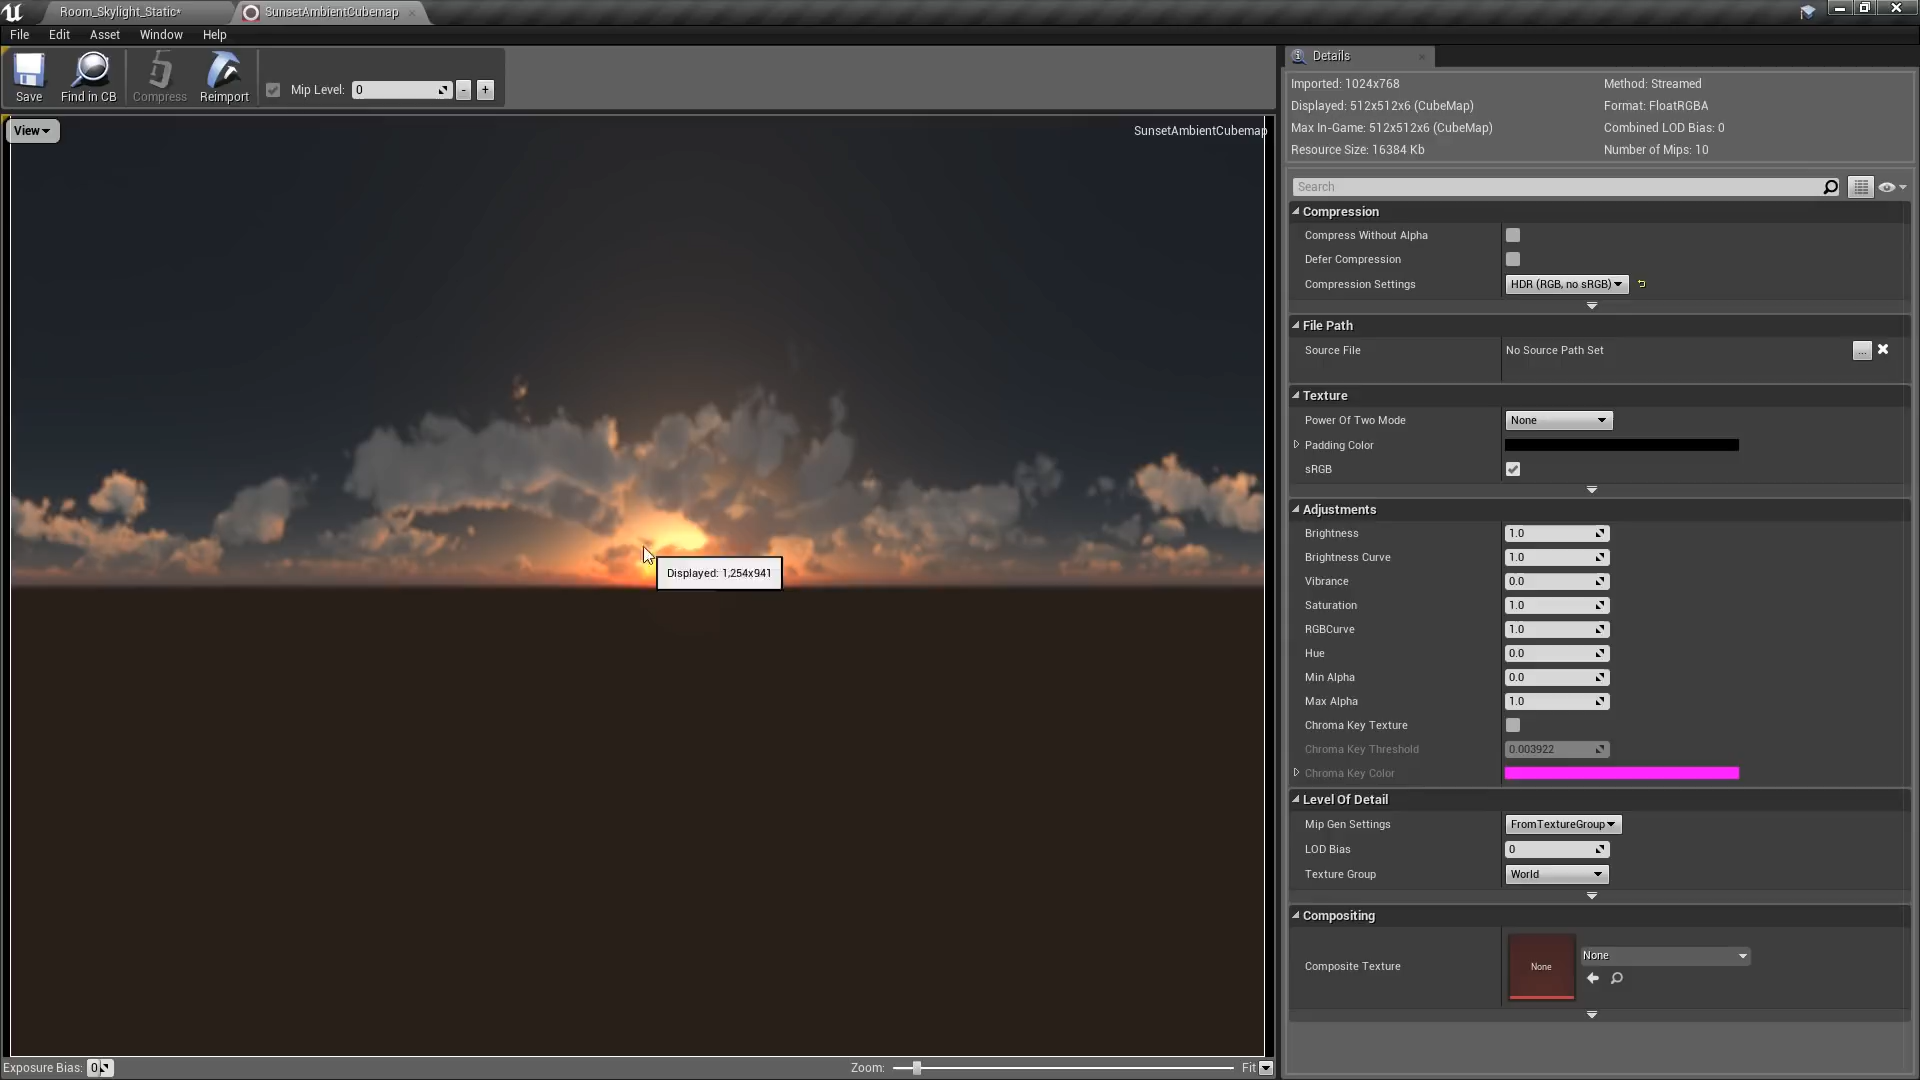 Room_Skylight_Static*
SunsetAmbientCubemap
File Edit Asset Window Help
Save
Find in CB
Compress
Reimport
Mip Level: 0 - +
View
SunsetAmbientCubemap
Displayed: 1,254x941
Exposure Bias: 0
Zoom:
Fit
Details
Imported: 1024x768
Method: Streamed
Displayed: 512x512x6 (CubeMap)
Format: FloatRGBA
Max In-Game: 512x512x6 (CubeMap)
Combined LOD Bias: 0
Resource Size: 16384 Kb
Number of Mips: 10
Search
Compression
Compress Without Alpha
Defer Compression
Compression Settings HDR (RGB, no sRGB)
File Path
Source File No Source Path Set ...
Texture
Power Of Two Mode None
Padding Color
sRGB
Adjustments
Brightness 1.0
Brightness Curve 1.0
Vibrance 0.0
Saturation 1.0
RGBCurve 1.0
Hue 0.0
Min Alpha 0.0
Max Alpha 1.0
Chroma Key Texture
Chroma Key Threshold 0.003922
Chroma Key Color
Level Of Detail
Mip Gen Settings FromTextureGroup
LOD Bias 0
Texture Group World
Compositing
Composite Texture None None